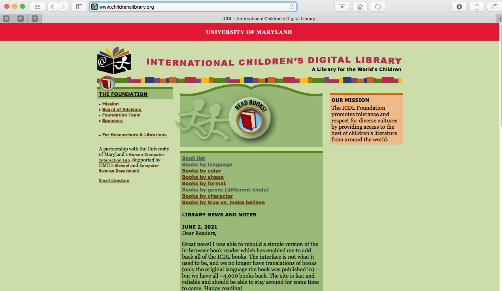 www.childrenslibrary.org
ICDL - International Children's Digital Library
UNIVERSITY OF MARYLAND
INTERNATIONAL CHILDREN'S DIGITAL LIBRARY
A Library for the World's Children
THE FOUNDATION
Mission
Board of Advisors
Foundation Team
Sponsors
For Researchers & Librarians
A partnership with the University
of Maryland's Human-Computer
Interaction Lab. Supported by
UMD's iSchool and Computer
Science Department
Email directors
READ BOOKS!
Book list
Books by language
Books by color
Books by shape
Books by format
Books by genre (different kinds)
Books by character
Books by true vs. make believe
LIBRARY NEWS AND NOTES
JUNE 2, 2021
Dear Readers,
Great news! I was able to rebuild a simple version of the
in-browser book reader which has enabled me to add
back all of the ICDL books. The interface is not what it
used to be, and we no longer have translations of books
(only the original language the book was published in) -
but we have all ~4,000 books back. The site is fast and
reliable and should be able to stay around for some time
to come. Happy reading!
OUR MISSION
The ICDL Foundation
promotes tolerance and
respect for diverse cultures
by providing access to the
best of children's literature
from around the world.